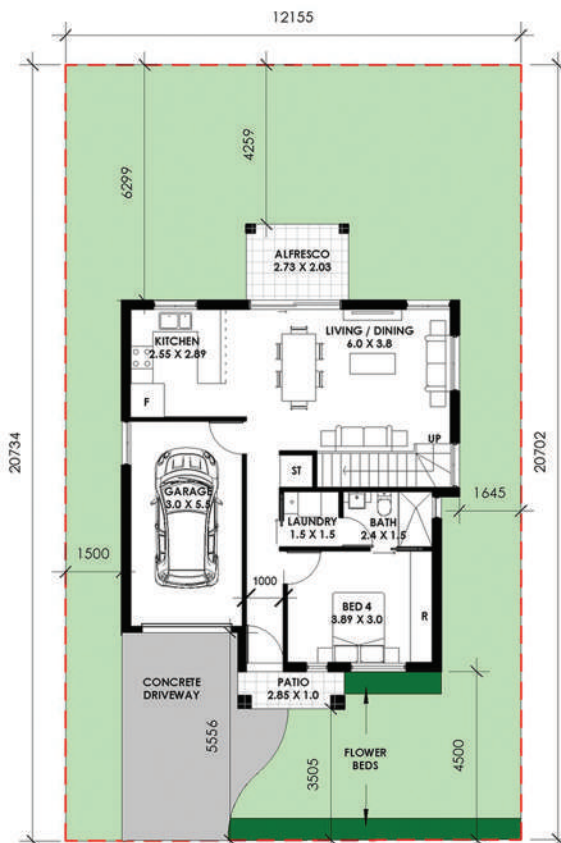 12155
6299
4259
ALFRESCO
2.73 X 2.03
KITCHEN
2.55 X 2.89
LIVING / DINING
6.0 X 3.8
F
UP
ST
20734
20702
GARAGE
3.0 X 5.5
1645
LAUNDRY
1.5 X 1.5
BATH
2.4 X 1.5
1500
1000
BED 4
3.89 X 3.0
R
CONCRETE
DRIVEWAY
PATIO
2.85 X 1.0
5556
3505
FLOWER
BEDS
4500